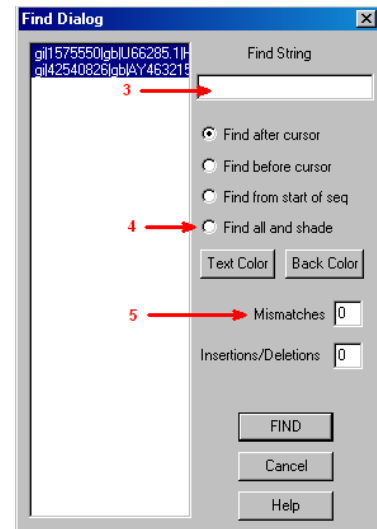 Find Dialog
gi|1575550|gb|U66285.1|H
gi|42540826|gb|AY463215
Find String
3
Find after cursor
Find before cursor
Find from start of seq
4
Find all and shade
Text Color
Back Color
5
Mismatches 0
Insertions/Deletions 0
FIND
Cancel
Help